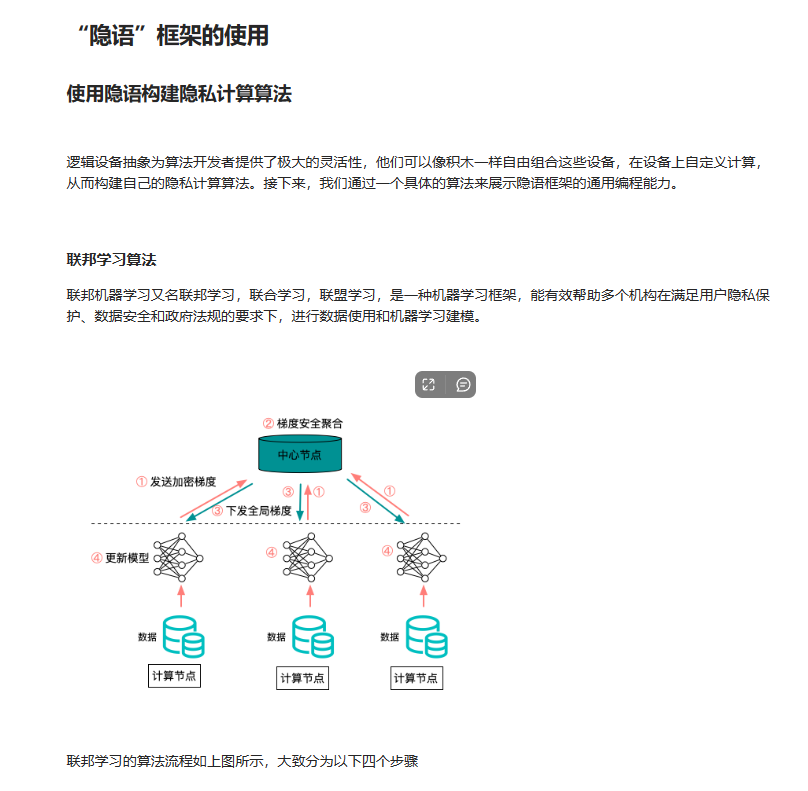 “隐语”框架的使用
使用隐语构建隐私计算算法
逻辑设备抽象为算法开发者提供了极大的灵活性，他们可以像积木一样自由组合这些设备，在设备上自定义计算，
从而构建自己的隐私计算算法。接下来，我们通过一个具体的算法来展示隐语框架的通用编程能力。
联邦学习算法
联邦机器学习又名联邦学习，联合学习，联盟学习，是一种机器学习框架，能有效帮助多个机构在满足用户隐私保
护、数据安全和政府法规的要求下，进行数据使用和机器学习建模。
② 梯度安全聚合
中心节点
① 发送加密梯度
③ ① ①
③ 下发全局梯度 ③
④ 更新模型 ④ ④
数据 数据 数据
计算节点 计算节点 计算节点
联邦学习的算法流程如上图所示，大致分为以下四个步骤